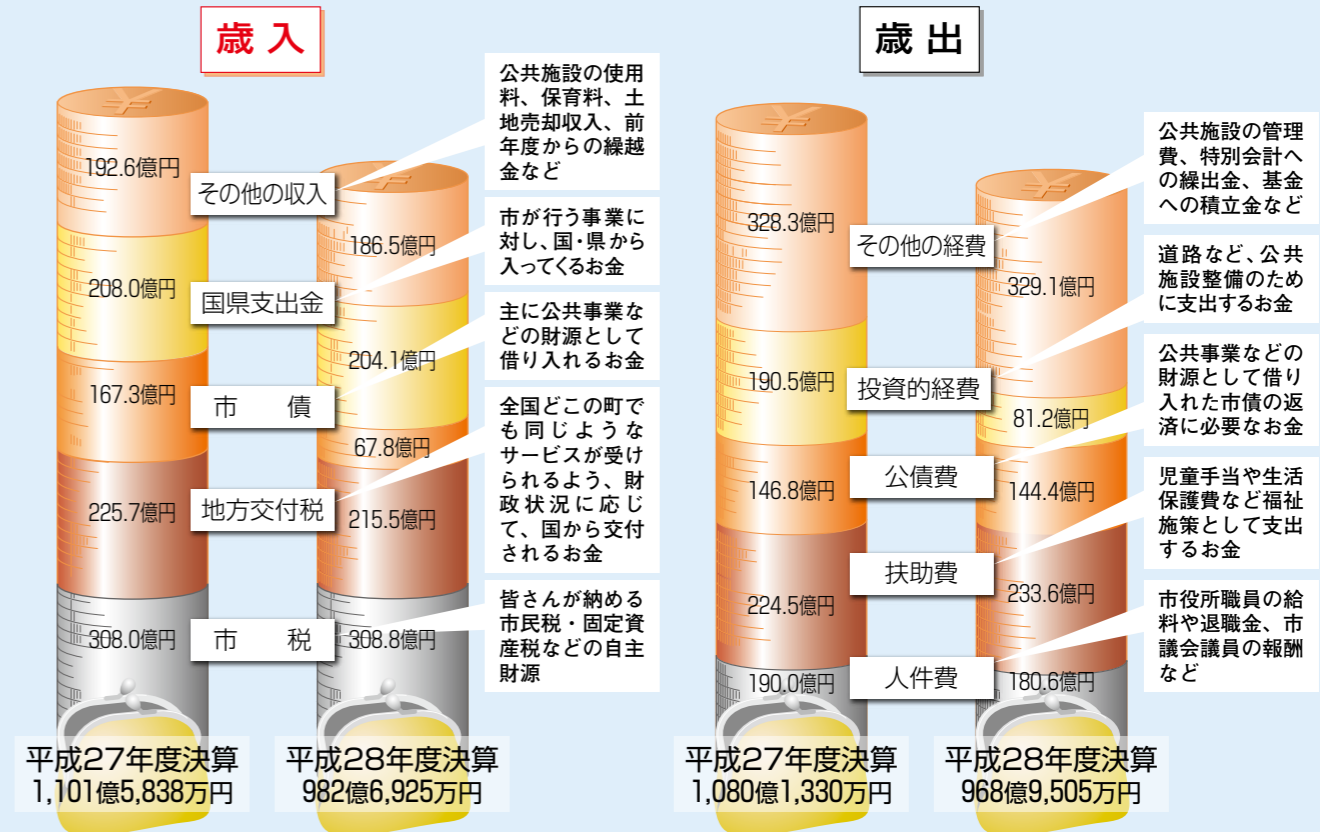 歳入
192.6億円
208.0億円
167.3億円
225.7億円
308.0億円
平成27年度決算
1,101億5,838万円
その他の収入
国県支出金
市債
地方交付税
市税
186.5億円
204.1億円
67.8億円
215.5億円
308.8億円
平成28年度決算
982億6,925万円
公共施設の使用
料、保育料、土
地売却収入、前
年度からの繰越
金など
市が行う事業に
対し、国・県から
入ってくるお金
主に公共事業な
どの財源として
借り入れるお金
全国どこの町で
も同じような
サービスが受け
られるよう、財
政状況に応じ
て、国から交付
されるお金
皆さんが納める
市民税・固定資
産税などの自主
財源
歳出
328.3億円
190.5億円
146.8億円
224.5億円
190.0億円
平成27年度決算
1,080億1,330万円
その他の経費
投資的経費
公債費
扶助費
人件費
329.1億円
81.2億円
144.4億円
233.6億円
180.6億円
平成28年度決算
968億9,505万円
公共施設の管理
費、特別会計へ
の繰出金、基金
への積立金など
道路など、公共
施設整備のため
に支出するお金
公共事業などの
財源として借り
入れた市債の返
済に必要なお金
児童手当や生活
保護費など福祉
施策として支出
するお金
市役所職員の給
料や退職金、市
議会議員の報酬
など